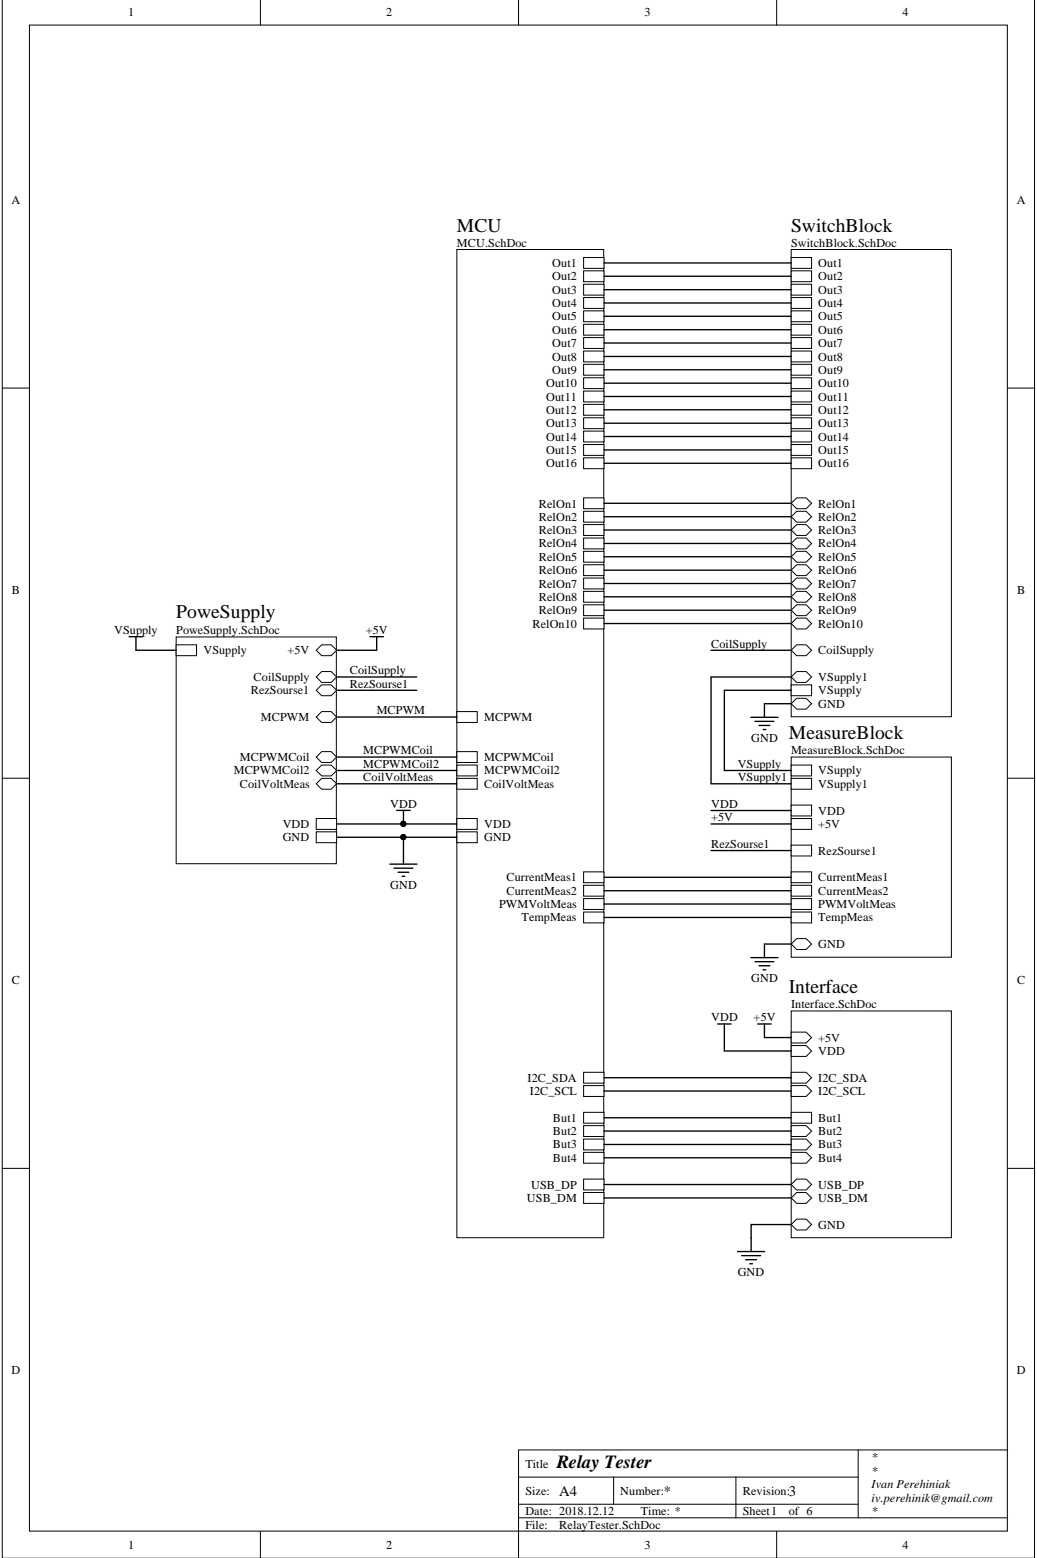 1 2 3 4
A A
MCU SwitchBlock
MCU.SchDoc SwitchBlock.SchDoc
Out1 Out1
Out2 Out2
Out3 Out3
Out4 Out4
Out5 Out5
Out6 Out6
Out7 Out7
Out8 Out8
Out9 Out9
Out10 Out10
Out11 Out11
Out12 Out12
Out13 Out13
Out14 Out14
Out15 Out15
Out16 Out16
RelOn1 RelOn1
RelOn2 RelOn2
RelOn3 RelOn3
RelOn4 RelOn4
RelOn5 RelOn5
RelOn6 RelOn6
RelOn7 RelOn7
B RelOn8 RelOn8 B
RelOn9 RelOn9
RelOn10 RelOn10
PoweSupply
VSupply PoweSupply.SchDoc +5V
VSupply +5V CoilSupply CoilSupply
CoilSupply CoilSupply VSupply1
RezSourse1 RezSourse1 VSupply
GND
MCPWM MCPWM MCPWM
GND MeasureBlock
MeasureBlock.SchDoc
MCPWMCoil MCPWMCoil MCPWMCoil
MCPWMCoil2 MCPWMCoil2 MCPWMCoil2 VSupply VSupply
CoilVoltMeas CoilVoltMeas CoilVoltMeas VSupply1 VSupply1
VDD VDD VDD
VDD VDD +5V +5V
GND GND
RezSourse1 RezSourse1
GND
CurrentMeas1 CurrentMeas1
CurrentMeas2 CurrentMeas2
PWMVoltMeas PWMVoltMeas
TempMeas TempMeas
GND
C GND C
Interface
Interface.SchDoc
VDD +5V
+5V
VDD
I2C_SDA I2C_SDA
I2C_SCL I2C_SCL
But1 But1
But2 But2
But3 But3
But4 But4
USB_DP USB_DP
USB_DM USB_DM
GND
GND
D D
Title Relay Tester *
*
Size: A4 Number:* Revision:3 Ivan Perehiniak
iv.perehinik@gmail.com
Date: 2018.12.12 Time: * Sheet1 of 6 *
File: RelayTester.SchDoc
1 2 3 4